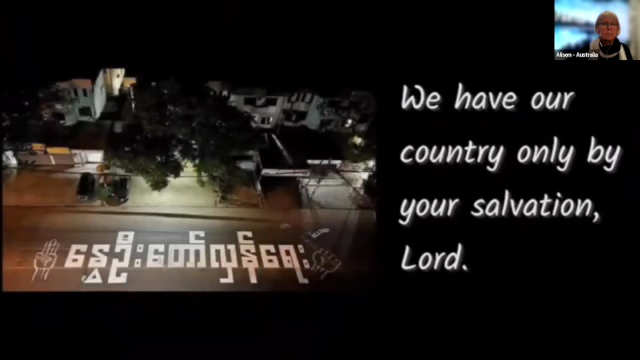 Alison - Australia
We have our
country only by
your salvation,
Lord.
နွေဦးတော်လှန်ရေး